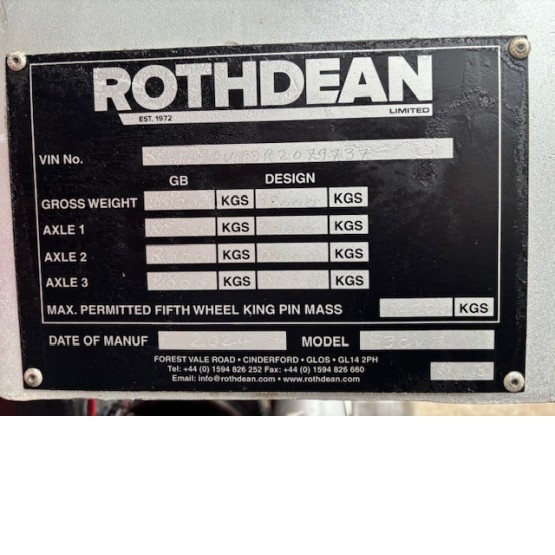 ROTHDEAN
EST. 1972 LIMITED
VIN No.
GB DESIGN
GROSS WEIGHT KGS KGS
AXLE 1 KGS KGS
AXLE 2 KGS KGS
AXLE 3 KGS KGS
MAX. PERMITTED FIFTH WHEEL KING PIN MASS KGS
DATE OF MANUF 2024 MODEL
FOREST VALE ROAD • CINDERFORD • GLOS • GL14 2PH
Tel: +44 (0) 1594 826 252 Fax: +44 (0) 1594 826 660
Email: info@rothdean.com • www.rothdean.com